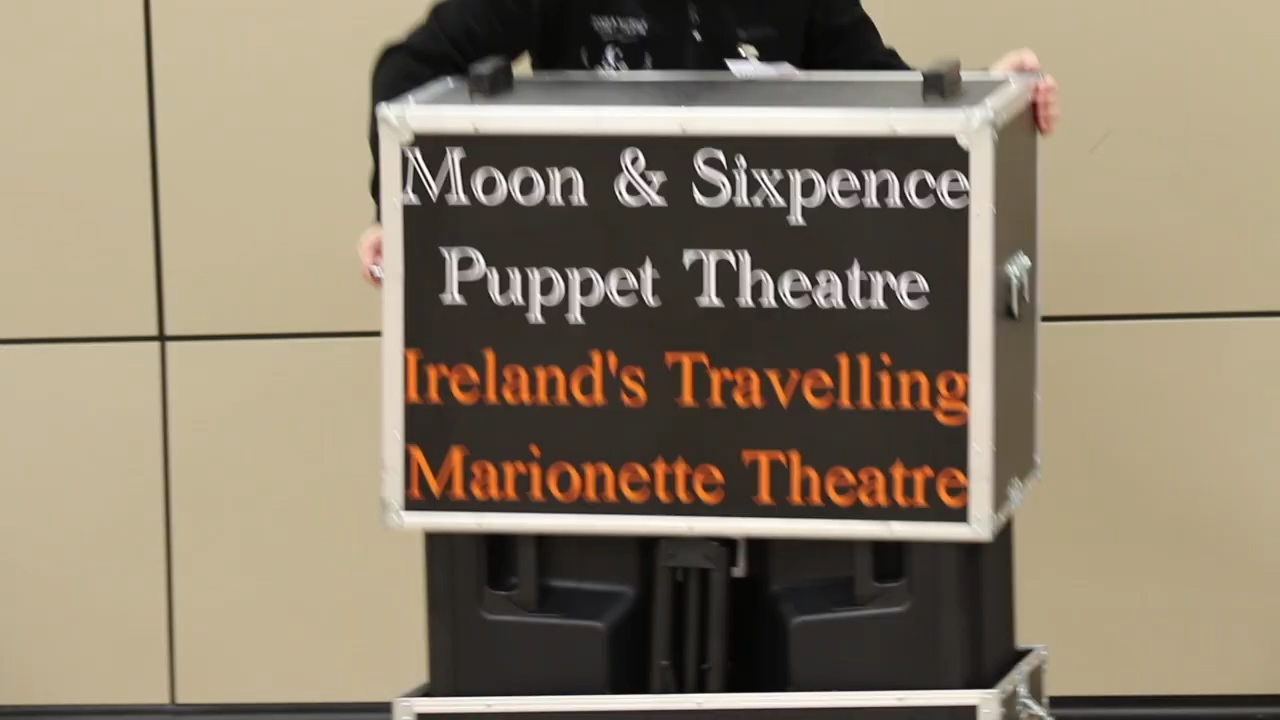 Moon & Sixpence
Puppet Theatre
Ireland's Travelling
Marionette Theatre